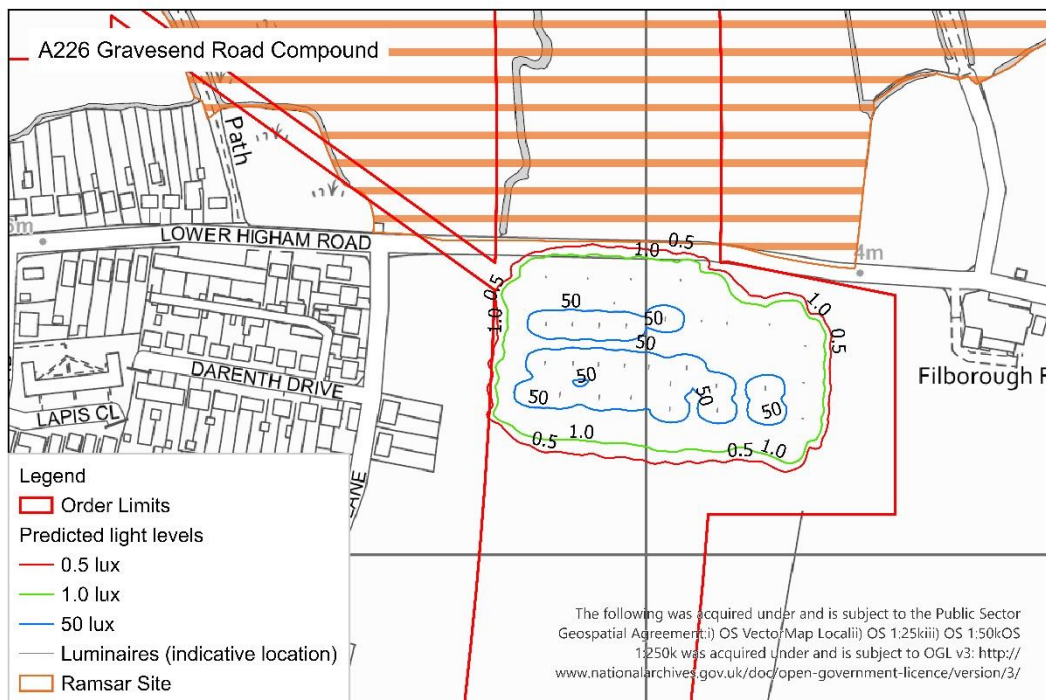 A226 Gravesend Road Compound
Path
LOWER HIGHAM ROAD
4m
0.5
1.0
0.5
1.0
0.5
1.0
1.0
0.5
50
50
50
50
50
50
50
0.5
1.0
0.5
1.0
DARENTH DRIVE
LAPIS CL
Filborough F
Legend
Order Limits
Predicted light levels
0.5 lux
1.0 lux
50 lux
Luminaires (indicative location)
Ramsar Site
The following was acquired under and is subject to the Public Sector
Geospatial Agreement:i) OS VectorMap Localii) OS 1:25kiii) OS 1:50kOS
1:250k was acquired under and is subject to OGL v3: http://
www.nationalarchives.gov.uk/doc/open-government-licence/version/3/